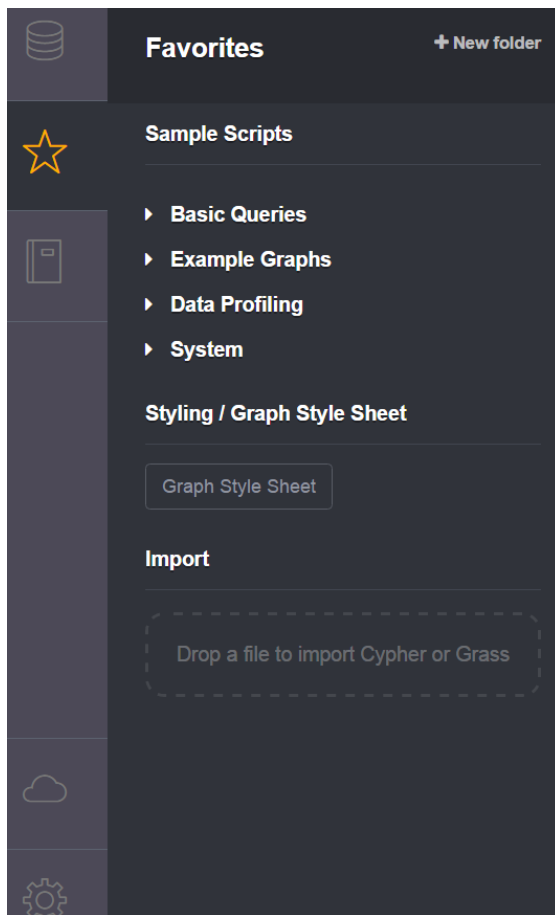 Favorites
+ New folder
Sample Scripts
Basic Queries
Example Graphs
Data Profiling
System
Styling / Graph Style Sheet
Graph Style Sheet
Import
Drop a file to import Cypher or Grass